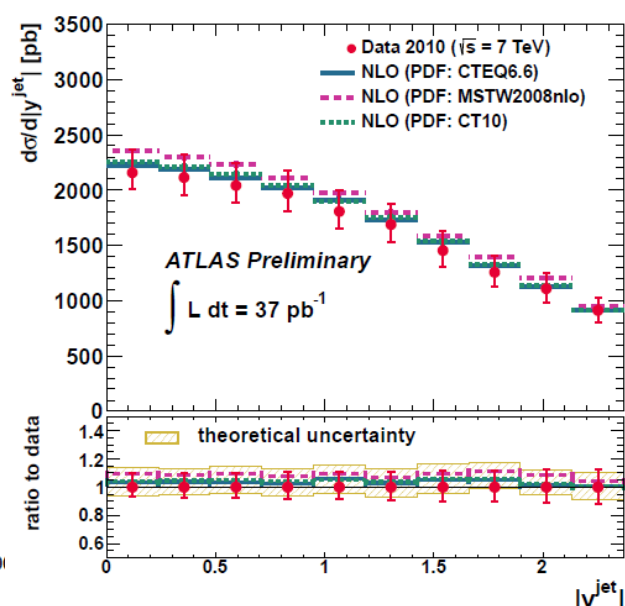 dσ/d|y^jet| [pb]
3500
3000
2500
2000
1500
1000
500
0
Data 2010 (√s = 7 TeV)
NLO (PDF: CTEQ6.6)
NLO (PDF: MSTW2008nlo)
NLO (PDF: CT10)
ATLAS Preliminary
∫ L dt = 37 pb⁻¹
ratio to data
1.4
1.2
1
0.8
0.6
theoretical uncertainty
0 0.5 1 1.5 2
|y^jet|